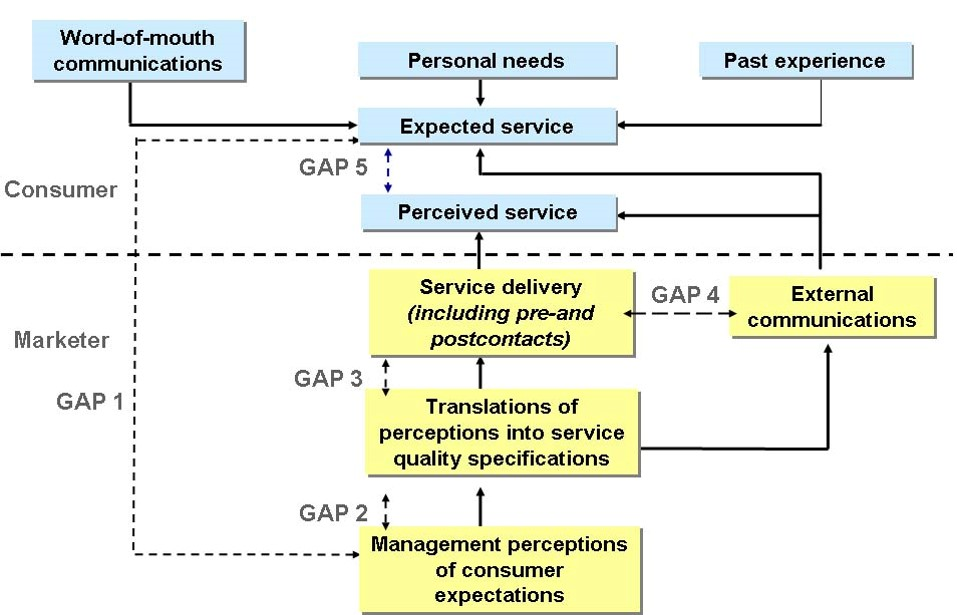 Word-of-mouth
communications
Personal needs
Past experience
Expected service
GAP 5
Consumer
Perceived service
Service delivery
(including pre-and
postcontacts)
GAP 4
External
communications
Marketer
GAP 3
GAP 1
Translations of
perceptions into service
quality specifications
GAP 2
Management perceptions
of consumer
expectations